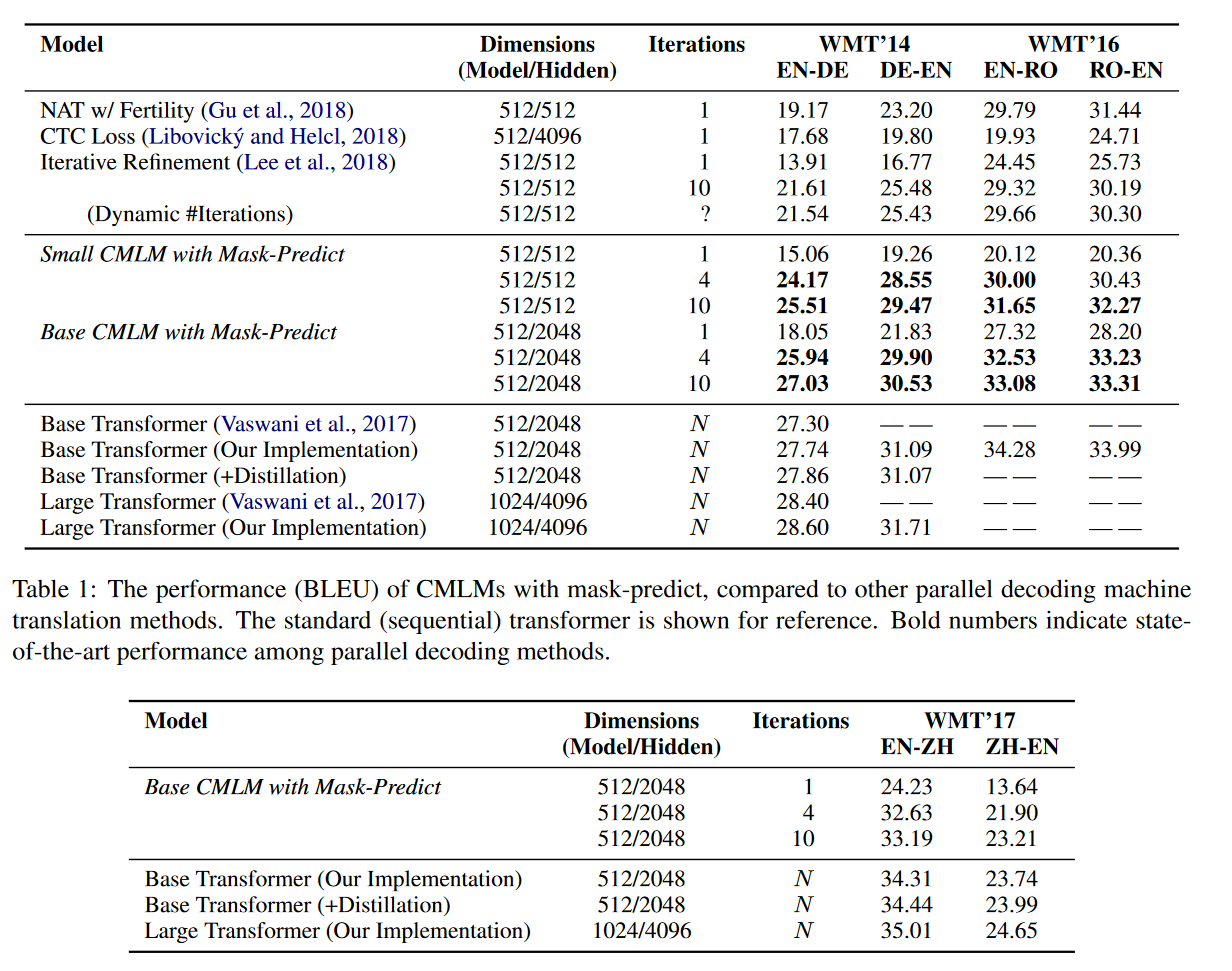 Model Dimensions Iterations WMT'14 WMT'16
(Model/Hidden) EN-DE DE-EN EN-RO RO-EN
NAT w/ Fertility (Gu et al., 2018) 512/512 1 19.17 23.20 29.79 31.44
CTC Loss (Libovický and Helcl, 2018) 512/4096 1 17.68 19.80 19.93 24.71
Iterative Refinement (Lee et al., 2018) 512/512 1 13.91 16.77 24.45 25.73
512/512 10 21.61 25.48 29.32 30.19
(Dynamic #Iterations) 512/512 ? 21.54 25.43 29.66 30.30
Small CMLM with Mask-Predict 512/512 1 15.06 19.26 20.12 20.36
512/512 4 24.17 28.55 30.00 30.43
512/512 10 25.51 29.47 31.65 32.27
Base CMLM with Mask-Predict 512/2048 1 18.05 21.83 27.32 28.20
512/2048 4 25.94 29.90 32.53 33.23
512/2048 10 27.03 30.53 33.08 33.31
Base Transformer (Vaswani et al., 2017) 512/2048 N 27.30 —— —— ——
Base Transformer (Our Implementation) 512/2048 N 27.74 31.09 34.28 33.99
Base Transformer (+Distillation) 512/2048 N 27.86 31.07 —— ——
Large Transformer (Vaswani et al., 2017) 1024/4096 N 28.40 —— —— ——
Large Transformer (Our Implementation) 1024/4096 N 28.60 31.71 —— ——
Table 1: The performance (BLEU) of CMLMs with mask-predict, compared to other parallel decoding machine
translation methods. The standard (sequential) transformer is shown for reference. Bold numbers indicate state-
of-the-art performance among parallel decoding methods.
Model Dimensions Iterations WMT'17
(Model/Hidden) EN-ZH ZH-EN
Base CMLM with Mask-Predict 512/2048 1 24.23 13.64
512/2048 4 32.63 21.90
512/2048 10 33.19 23.21
Base Transformer (Our Implementation) 512/2048 N 34.31 23.74
Base Transformer (+Distillation) 512/2048 N 34.44 23.99
Large Transformer (Our Implementation) 1024/4096 N 35.01 24.65